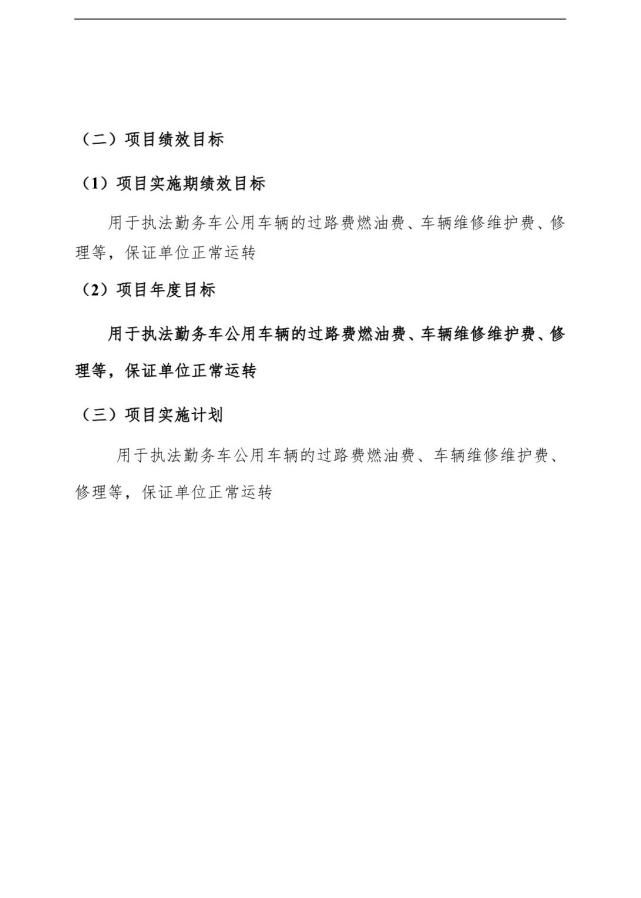 （二）项目绩效目标
（1）项目实施期绩效目标
用于执法勤务车公用车辆的过路费燃油费、车辆维修维护费、修
理等，保证单位正常运转
（2）项目年度目标
用于执法勤务车公用车辆的过路费燃油费、车辆维修维护费、修
理等，保证单位正常运转
（三）项目实施计划
用于执法勤务车公用车辆的过路费燃油费、车辆维修维护费、
修理等，保证单位正常运转